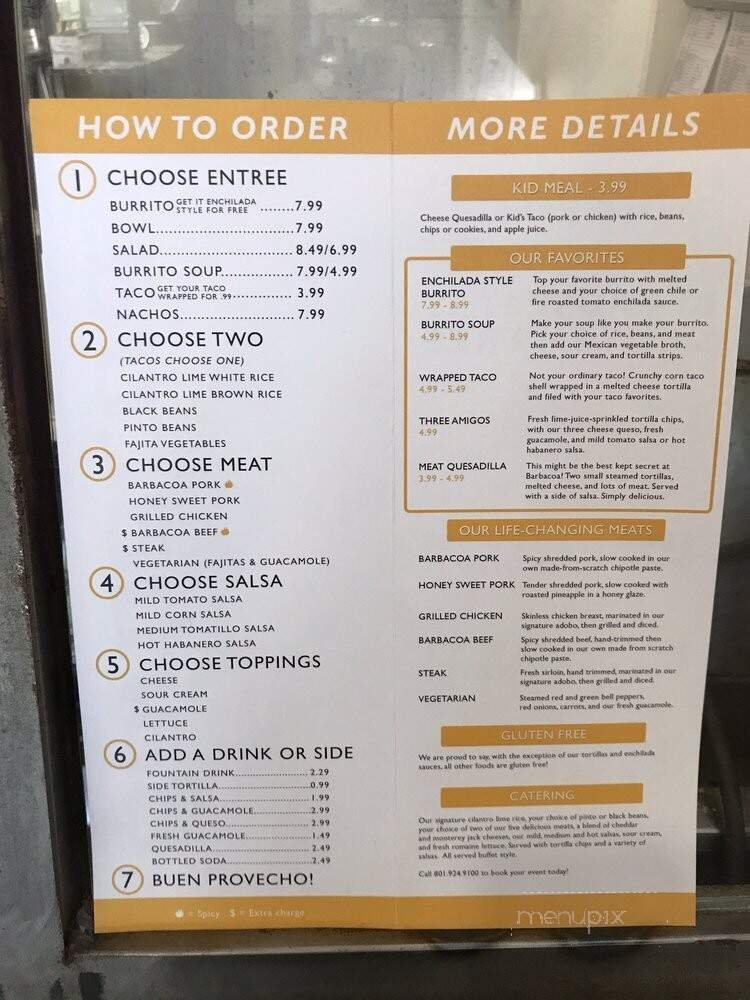 HOW TO ORDER
1 CHOOSE ENTREE
BURRITO GET IT ENCHILADA STYLE FOR FREE ........7.99
BOWL..............................7.99
SALAD..............................8.49/6.99
BURRITO SOUP................7.99/4.99
TACO GET YOUR TACO WRAPPED FOR .99.............. 3.99
NACHOS.......................... 7.99
2 CHOOSE TWO
(TACOS CHOOSE ONE)
CILANTRO LIME WHITE RICE
CILANTRO LIME BROWN RICE
BLACK BEANS
PINTO BEANS
FAJITA VEGETABLES
3 CHOOSE MEAT
BARBACOA PORK
HONEY SWEET PORK
GRILLED CHICKEN
$ BARBACOA BEEF
$ STEAK
VEGETARIAN (FAJITAS & GUACAMOLE)
4 CHOOSE SALSA
MILD TOMATO SALSA
MILD CORN SALSA
MEDIUM TOMATILLO SALSA
HOT HABANERO SALSA
5 CHOOSE TOPPINGS
CHEESE
SOUR CREAM
$ GUACAMOLE
LETTUCE
CILANTRO
6 ADD A DRINK OR SIDE
FOUNTAIN DRINK........................2.29
SIDE TORTILLA............................0.99
CHIPS & SALSA............................1.99
CHIPS & GUACAMOLE.................2.99
CHIPS & QUESO..........................2.99
FRESH GUACAMOLE....................1.49
QUESADILLA................................2.49
BOTTLED SODA...........................2.49
7 BUEN PROVECHO!
= Spicy $ = Extra charge
MORE DETAILS
KID MEAL - 3.99
Cheese Quesadilla or Kid's Taco (pork or chicken) with rice, beans,
chips or cookies, and apple juice.
OUR FAVORITES
ENCHILADA STYLE
BURRITO
7.99 - 8.99
Top your favorite burrito with melted
cheese and your choice of green chile or
fire roasted tomato enchilada sauce.
BURRITO SOUP
4.99 - 8.99
Make your soup like you make your burrito.
Pick your choice of rice, beans, and meat
then add our Mexican vegetable broth,
cheese, sour cream, and tortilla strips.
WRAPPED TACO
4.99 - 5.49
Not your ordinary taco! Crunchy corn taco
shell wrapped in a melted cheese tortilla
and filed with your taco favorites.
THREE AMIGOS
4.99
Fresh lime-juice-sprinkled tortilla chips,
with our three cheese queso, fresh
guacamole, and mild tomato salsa or hot
habanero salsa.
MEAT QUESADILLA
3.99 - 4.99
This might be the best kept secret at
Barbacoa! Two small steamed tortillas,
melted cheese, and lots of meat. Served
with a side of salsa. Simply delicious.
OUR LIFE-CHANGING MEATS
BARBACOA PORK Spicy shredded pork, slow cooked in our
own made-from-scratch chipotle paste.
HONEY SWEET PORK Tender shredded pork, slow cooked with
roasted pineapple in a honey glaze.
GRILLED CHICKEN Skinless chicken breast, marinated in our
signature adobo, then grilled and diced.
BARBACOA BEEF Spicy shredded beef, hand-trimmed then
slow cooked in our own made from scratch
chipotle paste.
STEAK Fresh sirloin, hand trimmed, marinated in our
signature adobo, then grilled and diced.
VEGETARIAN Steamed red and green bell peppers,
red onions, carrots, and our fresh guacamole.
GLUTEN FREE
We are proud to say, with the exception of our tortillas and enchilada
sauces, all other foods are gluten free!
CATERING
Our signature cilantro lime rice, your choice of pinto or black beans,
your choice of two of our five delicious meats, a blend of cheddar
and monterey jack cheeses, our mild, medium and hot salsas, sour cream,
and fresh romaine lettuce. Served with tortilla chips and a variety of
salsas. All served buffet style.
Call 801.924.9100 to book your event today!
menupix